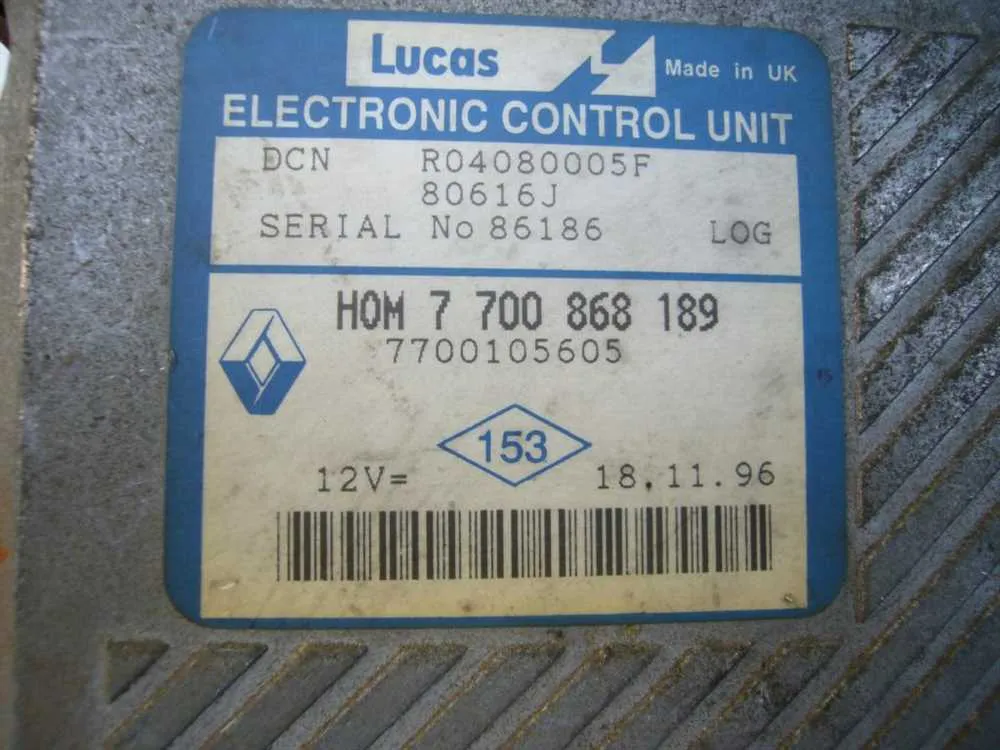 Lucas
Made in UK
ELECTRONIC CONTROL UNIT
DCN R04080005F
80616J
SERIAL No 86186 LOG
HOM 7 700 868 189
7700105605
153
12V= 18.11.96